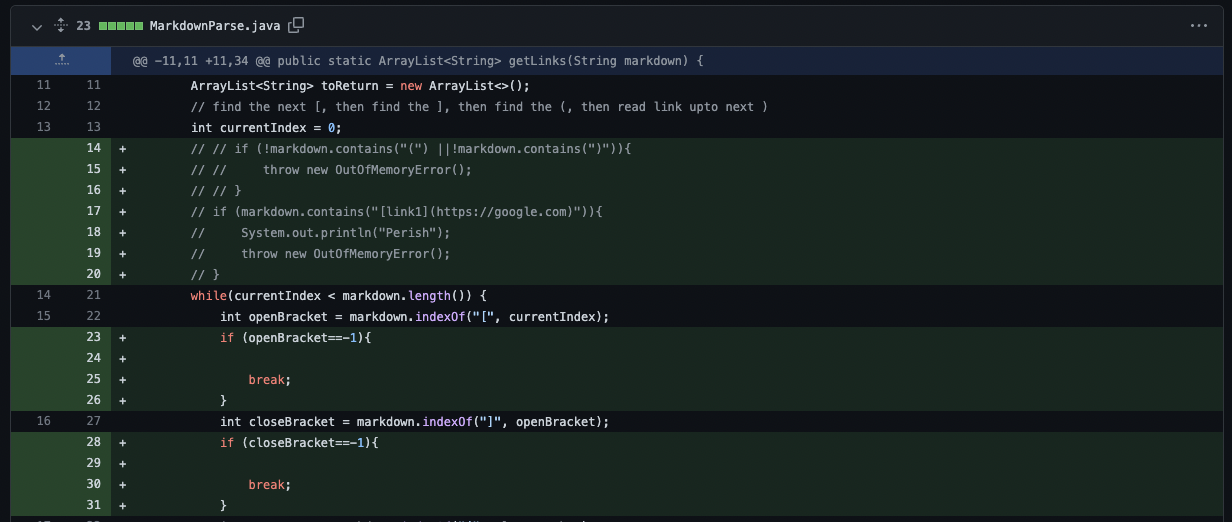 23 MarkdownParse.java
@@ -11,11 +11,34 @@ public static ArrayList<String> getLinks(String markdown) {
11 11 ArrayList<String> toReturn = new ArrayList<>();
12 12 // find the next [, then find the ], then find the (, then read link upto next )
13 13 int currentIndex = 0;
14 + // // if (!markdown.contains("(") ||!markdown.contains(")")){
15 + // //     throw new OutOfMemoryError();
16 + // // }
17 + // if (markdown.contains("[link1](https://google.com)")){
18 + //     System.out.println("Perish");
19 + //     throw new OutOfMemoryError();
20 + // }
14 21 while(currentIndex < markdown.length()) {
15 22 int openBracket = markdown.indexOf("[", currentIndex);
23 + if (openBracket==-1){
24 +
25 + break;
26 + }
16 27 int closeBracket = markdown.indexOf("]", openBracket);
28 + if (closeBracket==-1){
29 +
30 + break;
31 + }